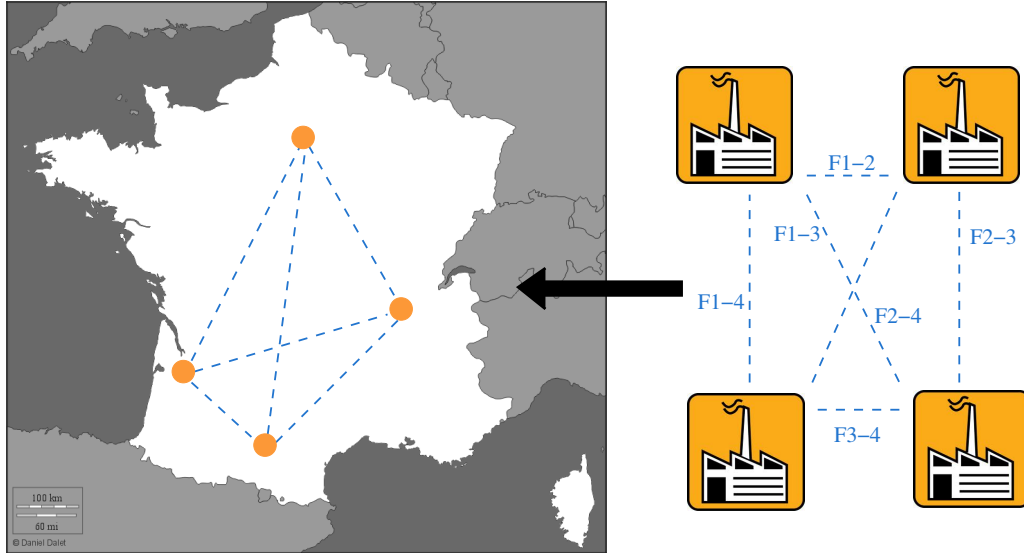 F1–2
F1–3
F2–3
F1–4
F2–4
F3–4
100 km
60 mi
© Daniel Dalet